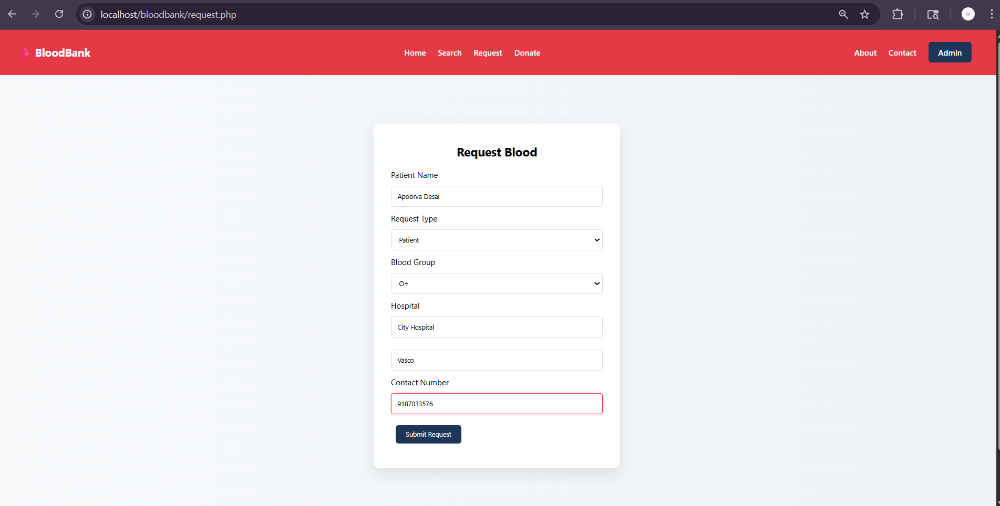 localhost/bloodbank/request.php
BloodBank
Home Search Request Donate
About Contact Admin
Request Blood
Patient Name
Apoorva Desai
Request Type
Patient
Blood Group
O+
Hospital
City Hospital
Vasco
Contact Number
9187033576
Submit Request